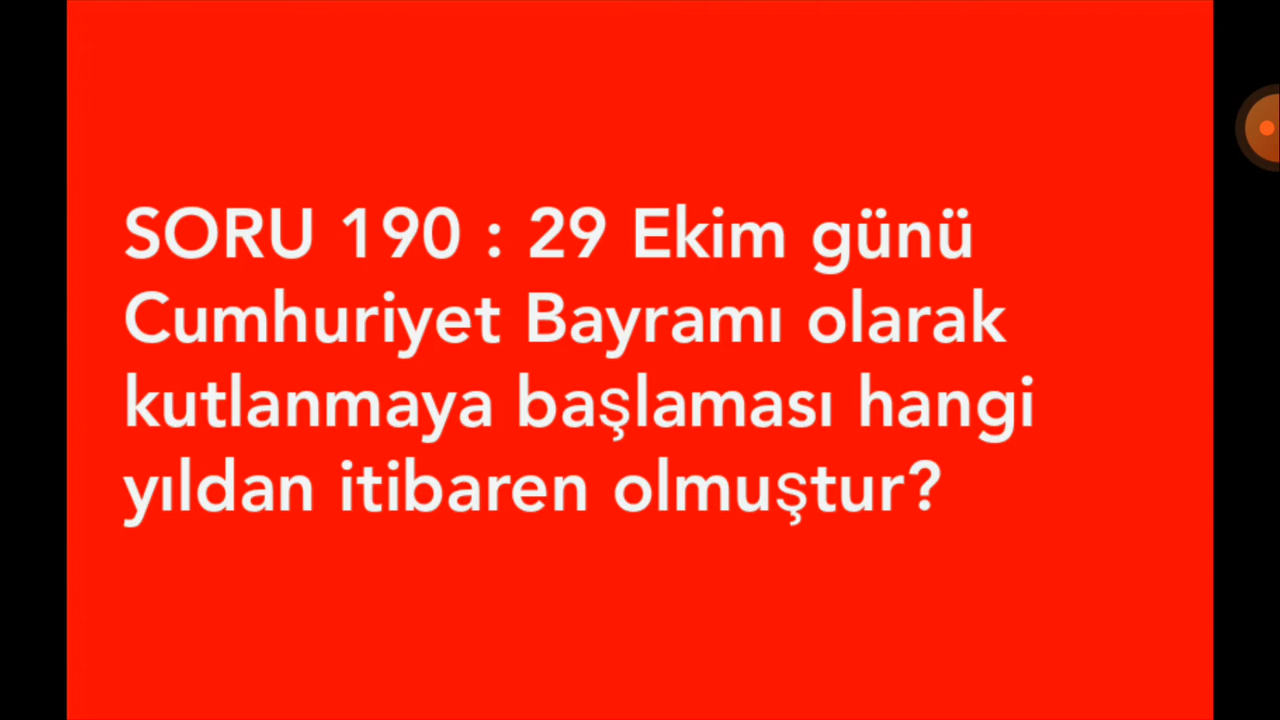 SORU 190 : 29 Ekim günü
Cumhuriyet Bayramı olarak
kutlanmaya başlaması hangi
yıldan itibaren olmuştur?